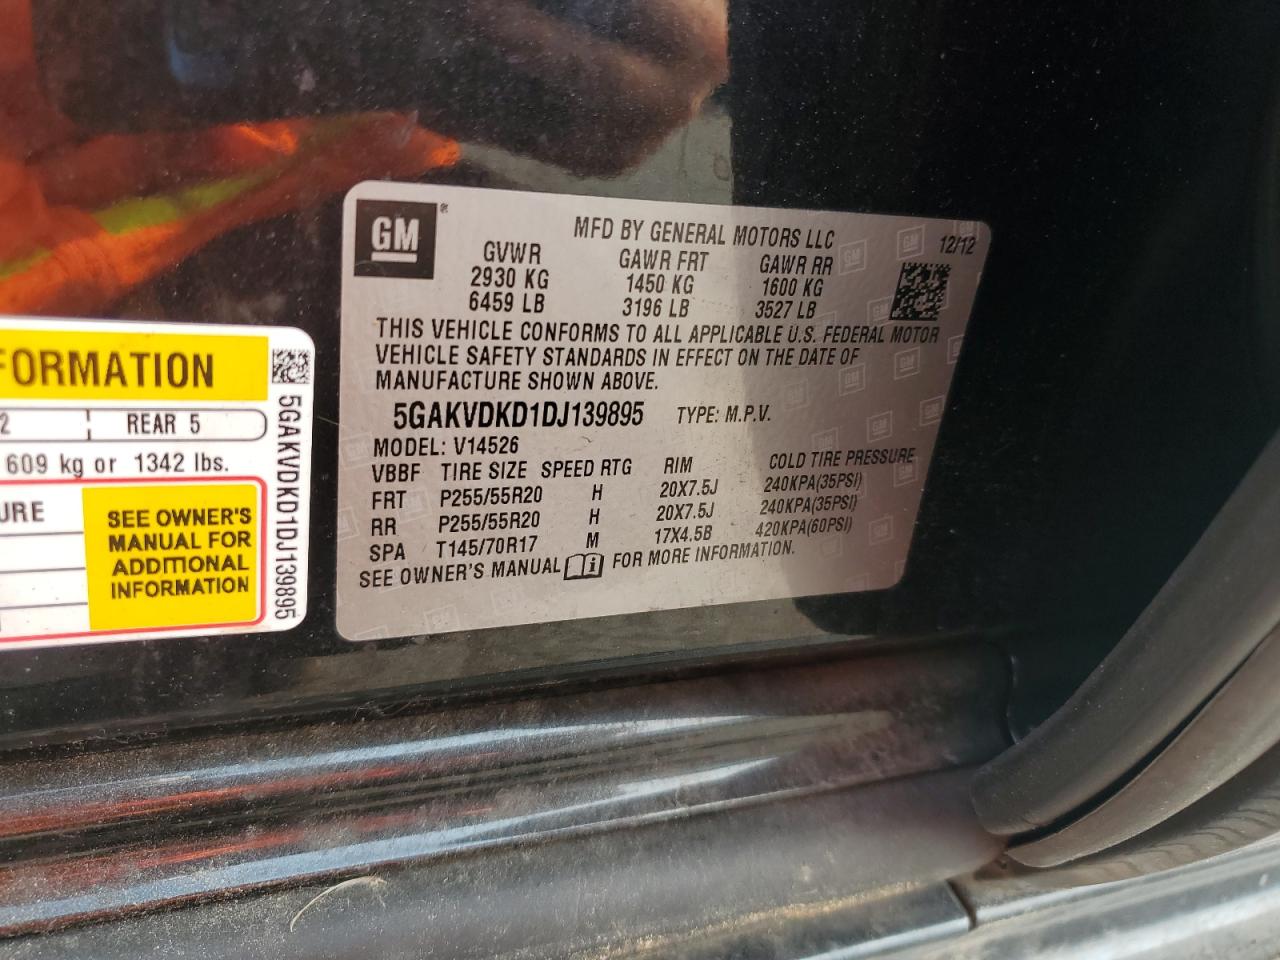 GM®
MFD BY GENERAL MOTORS LLC
12/12
GVWR GAWR FRT GAWR RR
2930 KG 1450 KG 1600 KG
6459 LB 3196 LB 3527 LB
THIS VEHICLE CONFORMS TO ALL APPLICABLE U.S. FEDERAL MOTOR
VEHICLE SAFETY STANDARDS IN EFFECT ON THE DATE OF
MANUFACTURE SHOWN ABOVE.
5GAKVDKD1DJ139895 TYPE: M.P.V.
MODEL: V14526
VBBF TIRE SIZE SPEED RTG RIM COLD TIRE PRESSURE
FRT P255/55R20 H 20X7.5J 240KPA(35PSI)
RR P255/55R20 H 20X7.5J 240KPA(35PSI)
SPA T145/70R17 M 17X4.5B 420KPA(60PSI)
SEE OWNER'S MANUAL FOR MORE INFORMATION.
FORMATION
2 REAR 5
609 kg or 1342 lbs.
URE
SEE OWNER'S
MANUAL FOR
ADDITIONAL
INFORMATION
5GAKVDKD1DJ139895